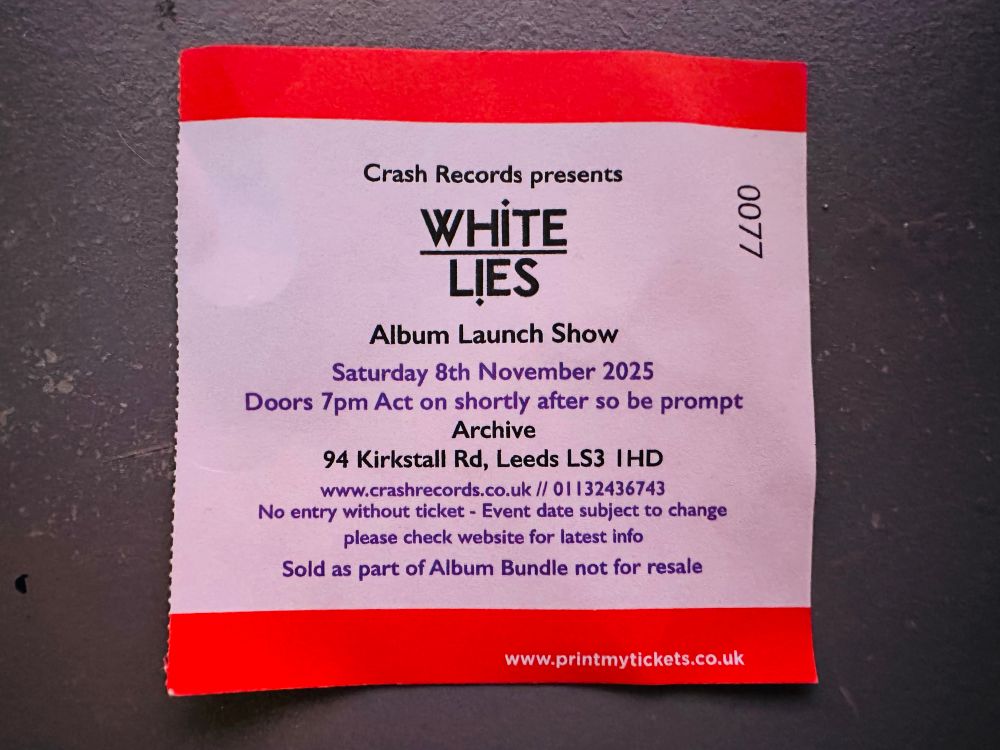 Crash Records presents
WHiTE
LIES
Album Launch Show
Saturday 8th November 2025
Doors 7pm Act on shortly after so be prompt
Archive
94 Kirkstall Rd, Leeds LS3 1HD
www.crashrecords.co.uk // 01132436743
No entry without ticket - Event date subject to change
please check website for latest info
Sold as part of Album Bundle not for resale
www.printmytickets.co.uk
0077